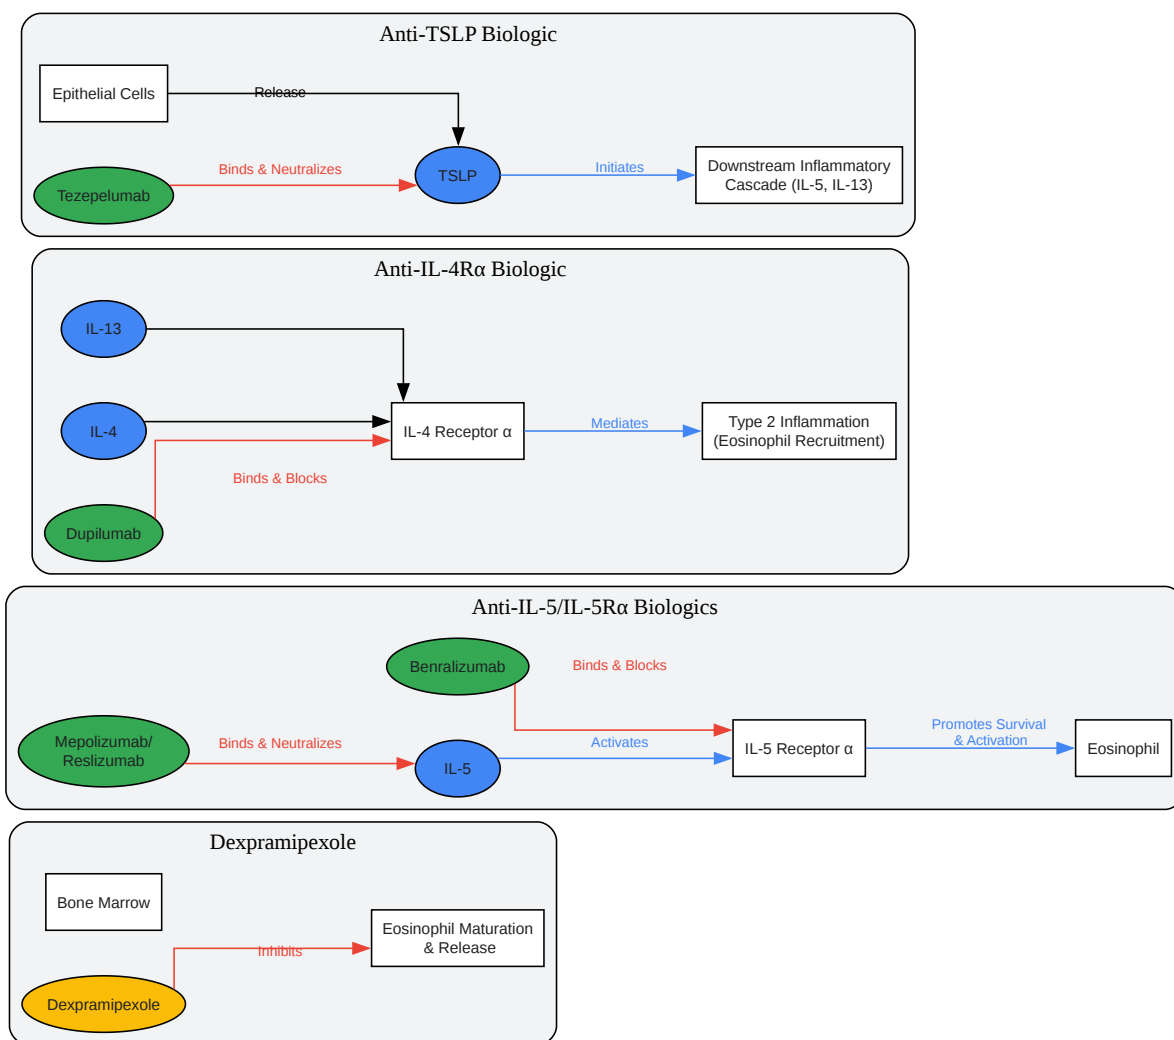 Anti-TSLP Biologic
Epithelial Cells
Release
Binds & Neutralizes
Tezepelumab
TSLP
Initiates
Downstream Inflammatory
Cascade (IL-5, IL-13)
Anti-IL-4Rα Biologic
IL-13
IL-4
IL-4 Receptor α
Mediates
Type 2 Inflammation
(Eosinophil Recruitment)
Binds & Blocks
Dupilumab
Anti-IL-5/IL-5Rα Biologics
Benralizumab
Binds & Blocks
Mepolizumab/
Reslizumab
Binds & Neutralizes
IL-5
Activates
IL-5 Receptor α
Promotes Survival
& Activation
Eosinophil
Dexpramipexole
Bone Marrow
Eosinophil Maturation
& Release
Inhibits
Dexpramipexole